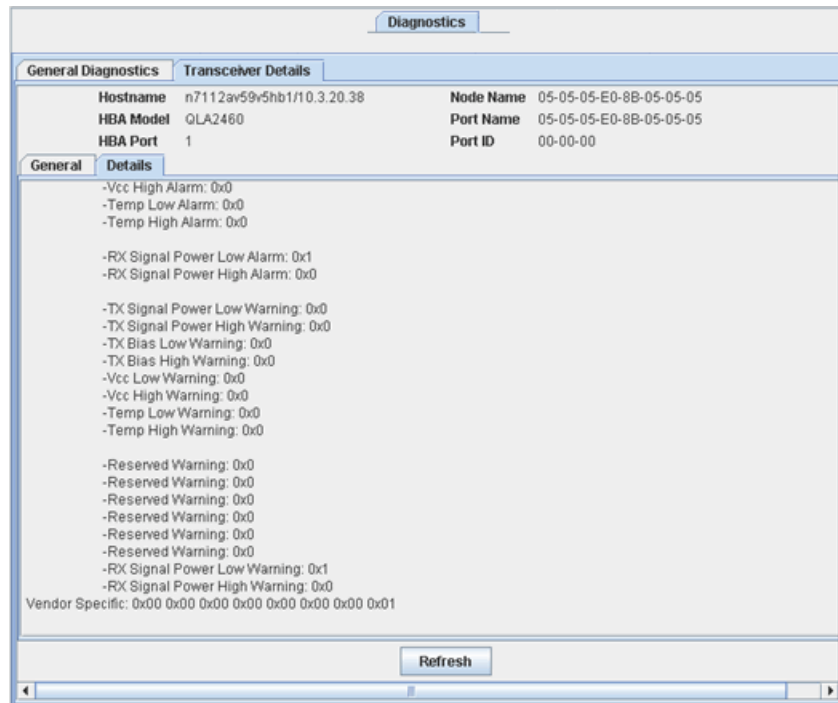 Diagnostics
General Diagnostics Transceiver Details
Hostname n7112av59v5hb1/10.3.20.38 Node Name 05-05-05-E0-8B-05-05-05
HBA Model QLA2460 Port Name 05-05-05-E0-8B-05-05-05
HBA Port 1 Port ID 00-00-00
General Details
-Vcc High Alarm: 0x0
-Temp Low Alarm: 0x0
-Temp High Alarm: 0x0
-RX Signal Power Low Alarm: 0x1
-RX Signal Power High Alarm: 0x0
-TX Signal Power Low Warning: 0x0
-TX Signal Power High Warning: 0x0
-TX Bias Low Warning: 0x0
-TX Bias High Warning: 0x0
-Vcc Low Warning: 0x0
-Vcc High Warning: 0x0
-Temp Low Warning: 0x0
-Temp High Warning: 0x0
-Reserved Warning: 0x0
-Reserved Warning: 0x0
-Reserved Warning: 0x0
-Reserved Warning: 0x0
-Reserved Warning: 0x0
-Reserved Warning: 0x0
-RX Signal Power Low Warning: 0x1
-RX Signal Power High Warning: 0x0
Vendor Specific: 0x00 0x00 0x00 0x00 0x00 0x00 0x00 0x01
Refresh